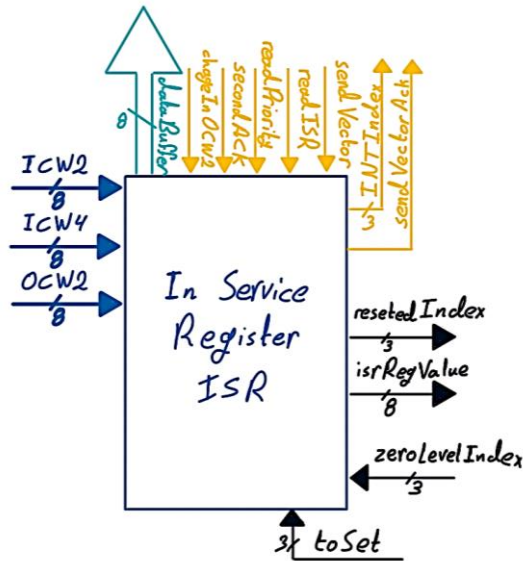 8
dataBuffer
chageInOCW2
secondACK
readPriority
readISR
sendVector
INTIndex
3
sendVectorAck
ICW2
8
ICW4
8
OCW2
8
In Service
Register
ISR
resetedIndex
3
isrRegValue
8
zeroLevelIndex
3
3
toSet